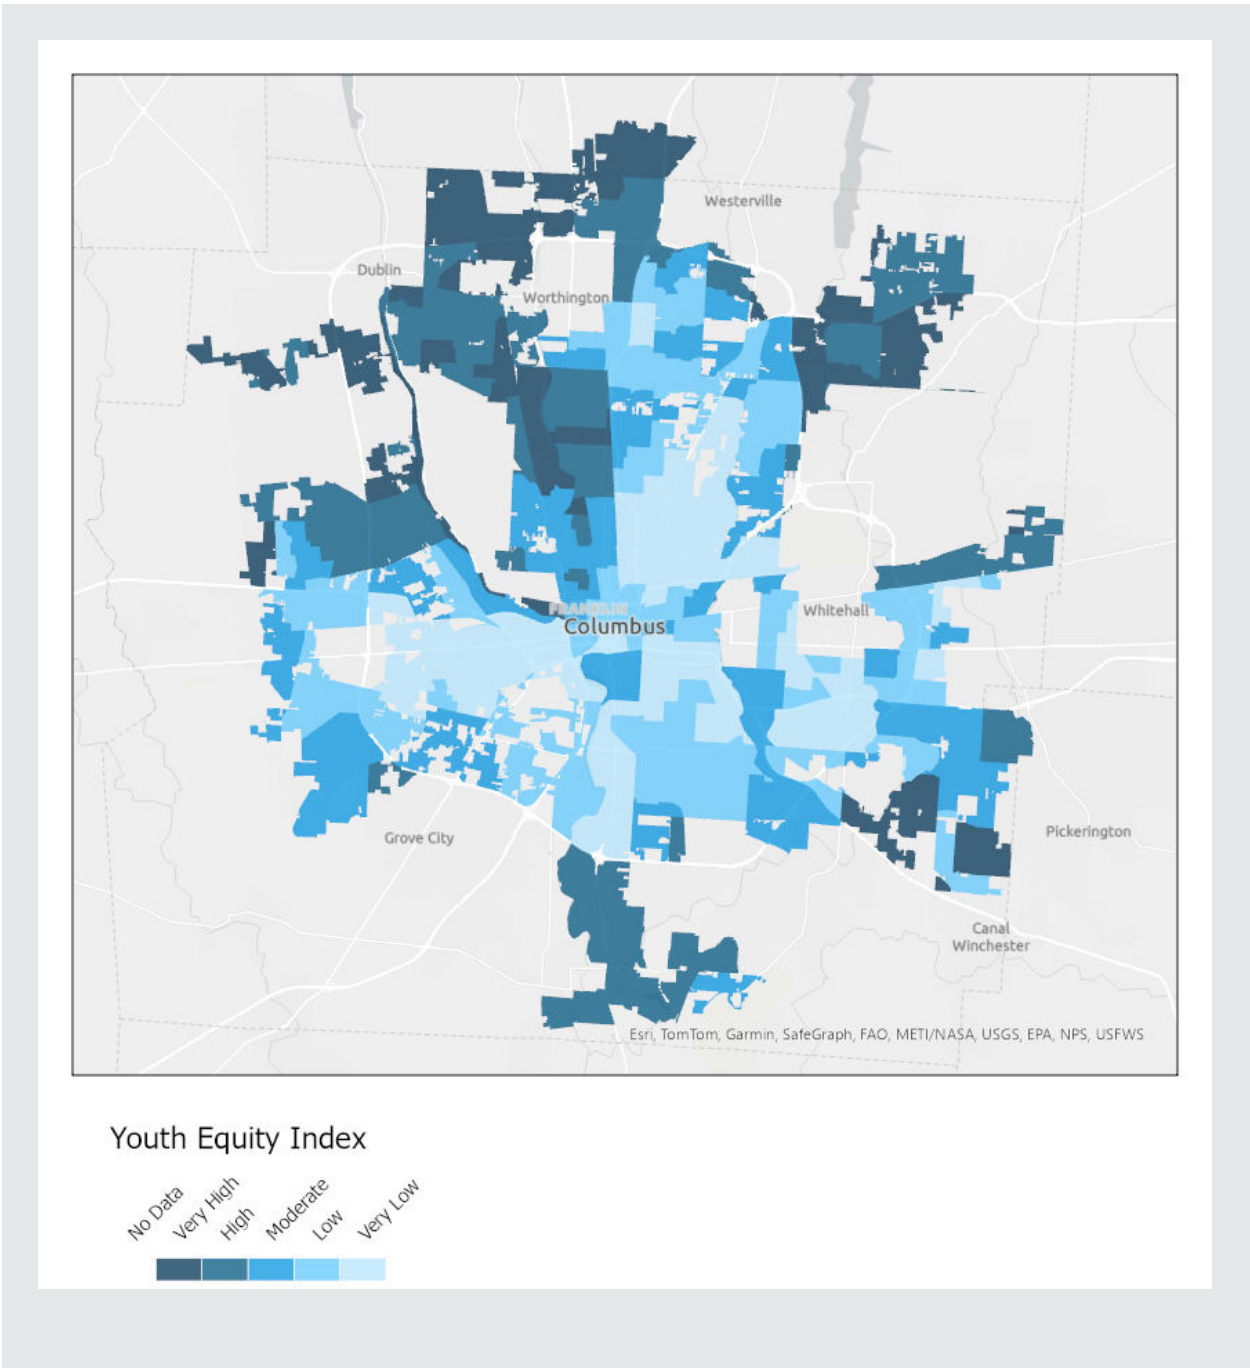 Westerville
Dublin
Worthington
FRANKLIN
Columbus
Whitehall
Grove City
Pickerington
Canal
Winchester
Esri, TomTom, Garmin, SafeGraph, FAO, METI/NASA, USGS, EPA, NPS, USFWS
Youth Equity Index
No Data
Very High
High
Moderate
Low
Very Low